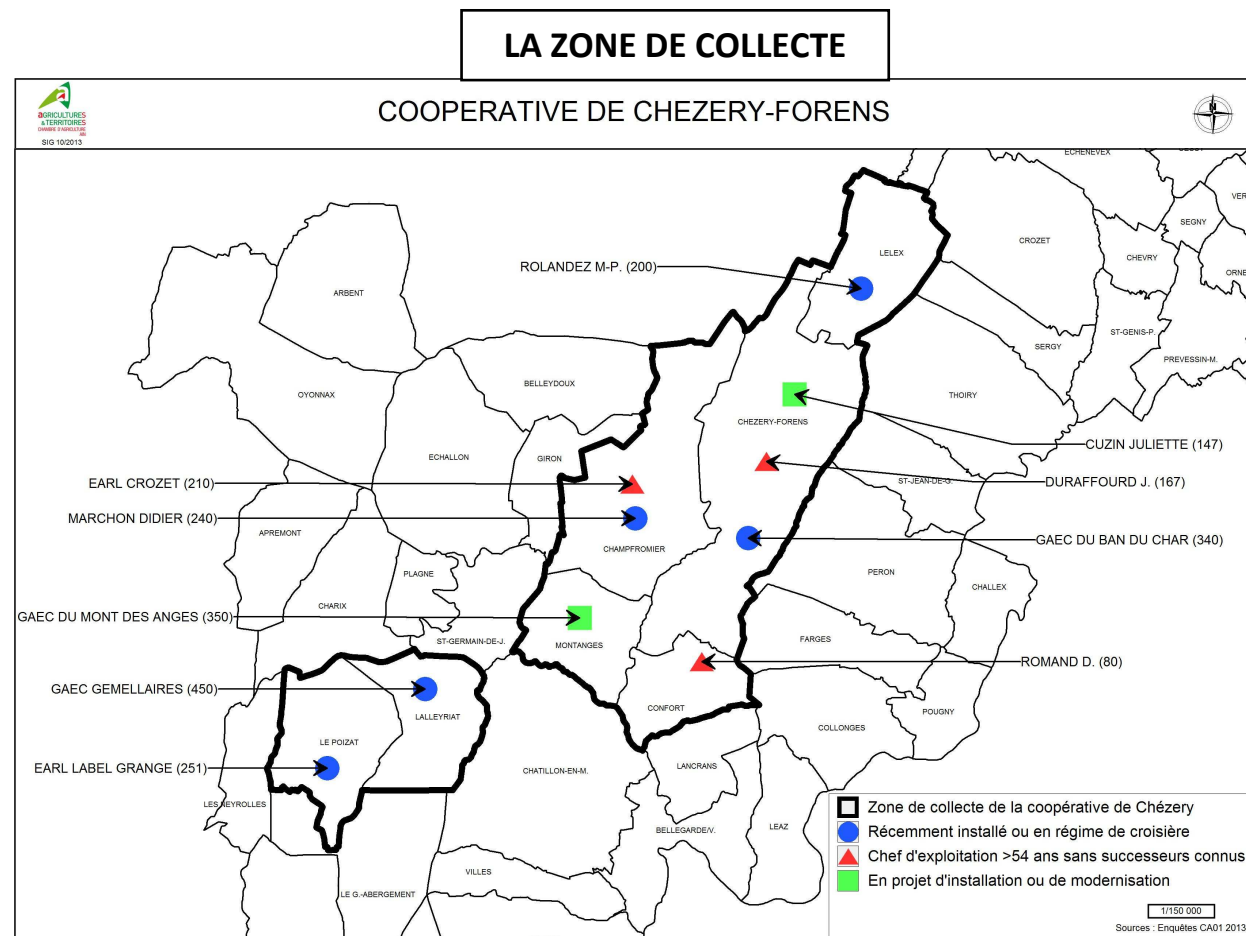 LA ZONE DE COLLECTE
COOPERATIVE DE CHEZERY-FORENS
AGRICULTURES
& TERRITOIRES
CHAMBRE D'AGRICULTURE
AIN
SIG 10/2013
N
ECHENEVEX
VER
SEGNY
LELEX
CROZET
CHEVRY
ORNE
ROLANDEZ M-P. (200)
ARBENT
ST-GENIS-P.
SERGY
PREVESSIN-M.
BELLEYDOUX
OYONNAX
THOIRY
CHEZERY-FORENS
CUZIN JULIETTE (147)
ECHALLON
GIRON
EARL CROZET (210)
ST-JEAN-DE-G.
DURAFFOURD J. (167)
MARCHON DIDIER (240)
APREMONT
CHAMPFROMIER
GAEC DU BAN DU CHAR (340)
PLAGNE
PERON
CHALLEX
CHARIX
GAEC DU MONT DES ANGES (350)
ST-GERMAIN-DE-J.
MONTANGES
FARGES
ROMAND D. (80)
GAEC GEMELLAIRES (450)
LALLEYRIAT
CONFORT
POUGNY
COLLONGES
LE POIZAT
EARL LABEL GRANGE (251)
CHATILLON-EN-M.
LANCRANS
LES NEYROLLES
BELLEGARDE/V.
LEAZ
VILLES
LE G.-ABERGEMENT
Zone de collecte de la coopérative de Chézery
Récemment installé ou en régime de croisière
Chef d'exploitation >54 ans sans successeurs connus
En projet d'installation ou de modernisation
1/150 000
Sources : Enquêtes CA01 2013